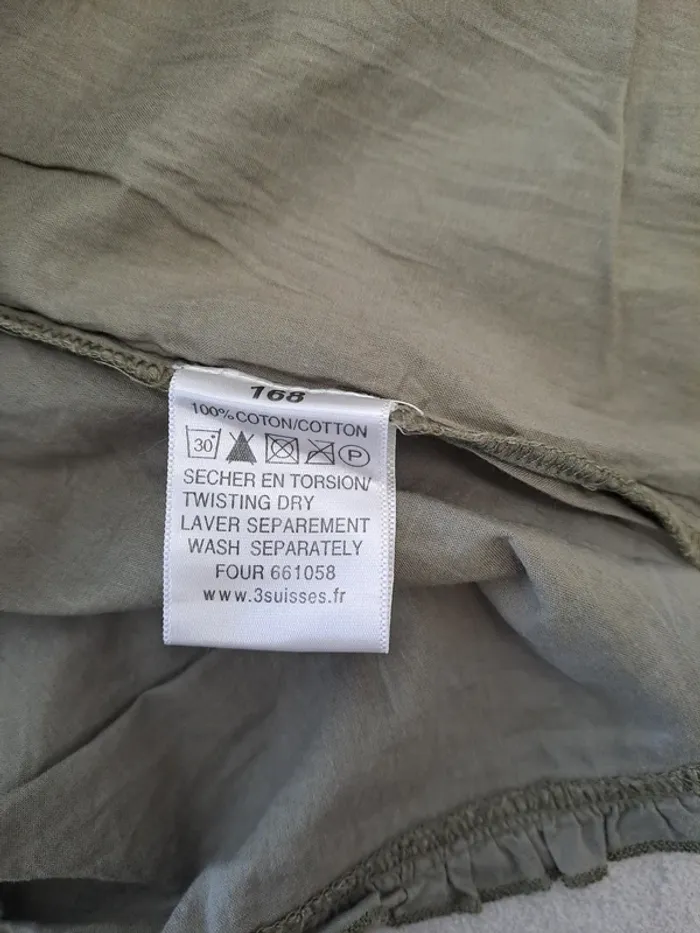 168
100% COTON/COTTON
30° P
SECHER EN TORSION/
TWISTING DRY
LAVER SEPAREMENT
WASH SEPARATELY
FOUR 661058
www.3suisses.fr